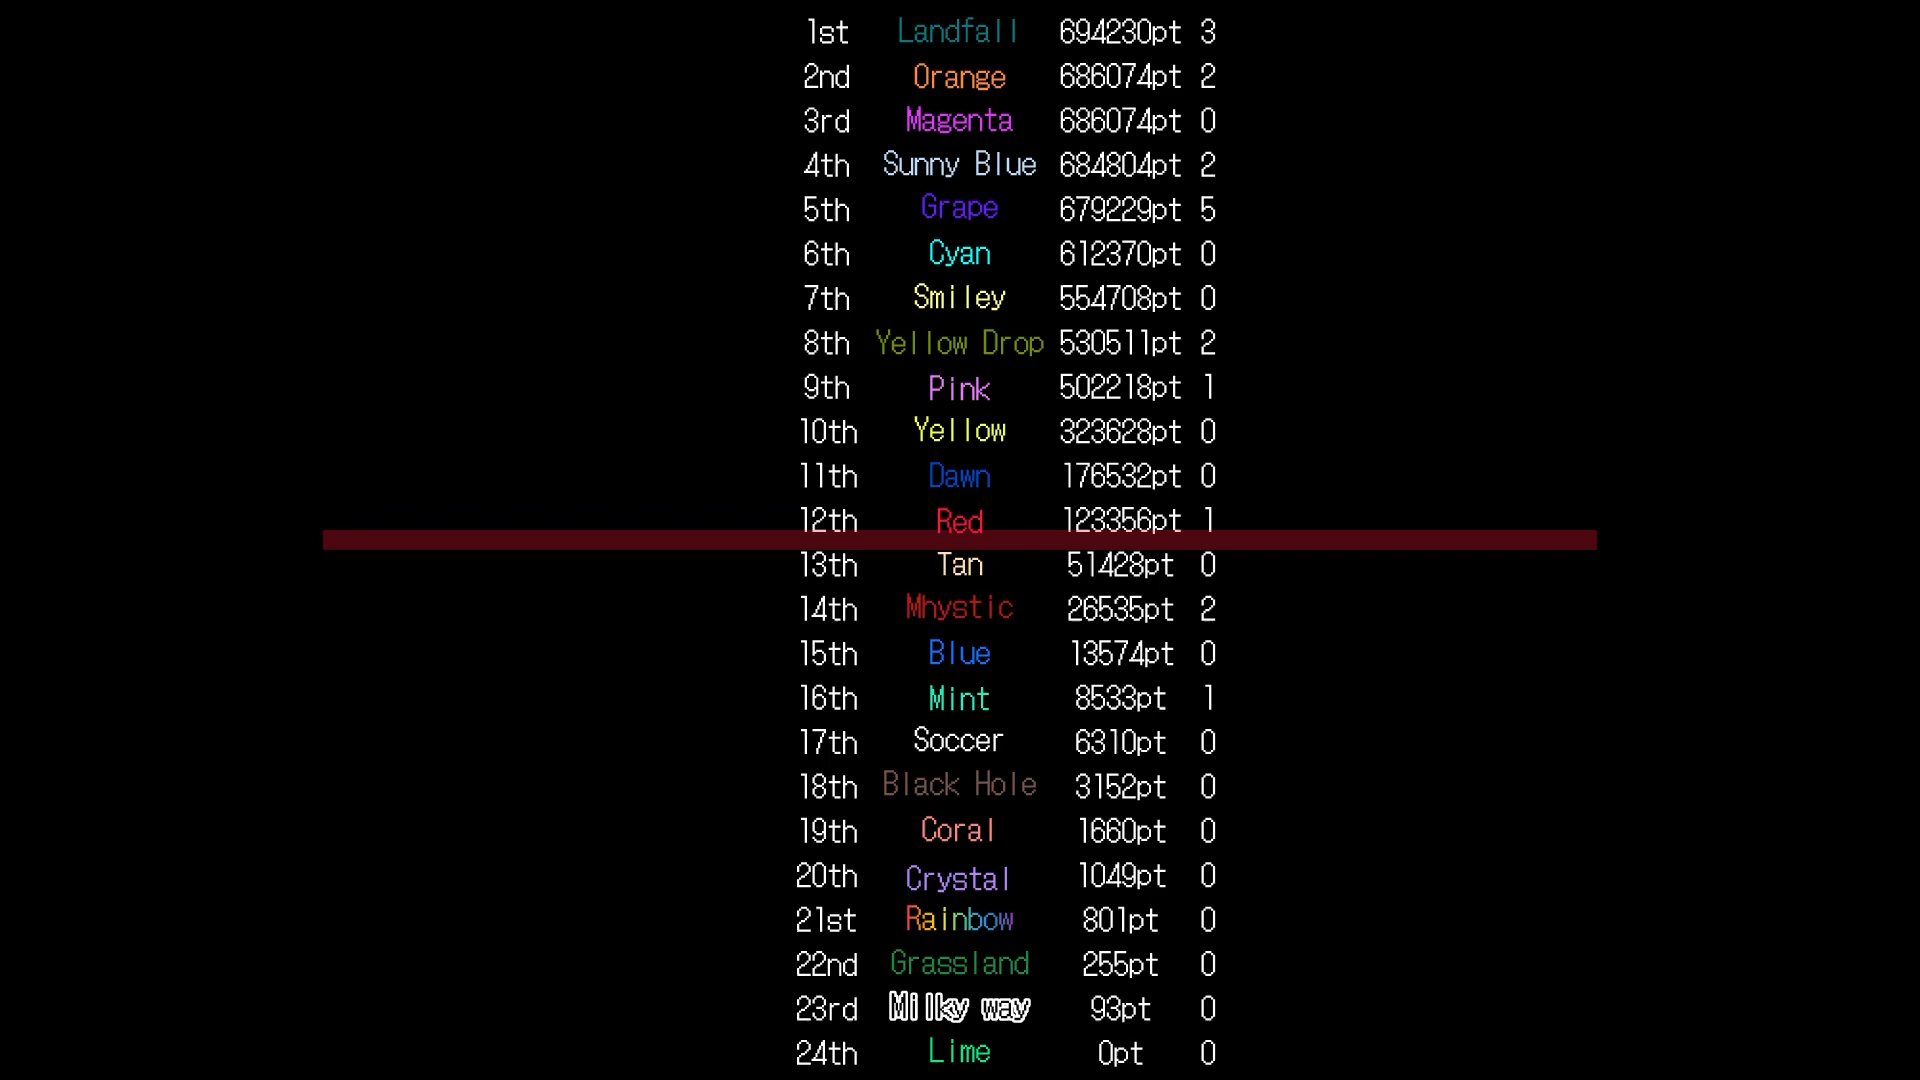 1st Landfall 694230pt 3
2nd Orange 686074pt 2
3rd Magenta 686074pt 0
4th Sunny Blue 684804pt 2
5th Grape 679229pt 5
6th Cyan 612370pt 0
7th Smiley 554708pt 0
8th Yellow Drop 530511pt 2
9th Pink 502218pt 1
10th Yellow 323628pt 0
11th Dawn 176532pt 0
12th Red 123356pt 1
13th Tan 51428pt 0
14th Mhystic 26535pt 2
15th Blue 13574pt 0
16th Mint 8533pt 1
17th Soccer 6310pt 0
18th Black Hole 3152pt 0
19th Coral 1660pt 0
20th Crystal 1049pt 0
21st Rainbow 801pt 0
22nd Grassland 255pt 0
23rd Milky way 93pt 0
24th Lime 0pt 0